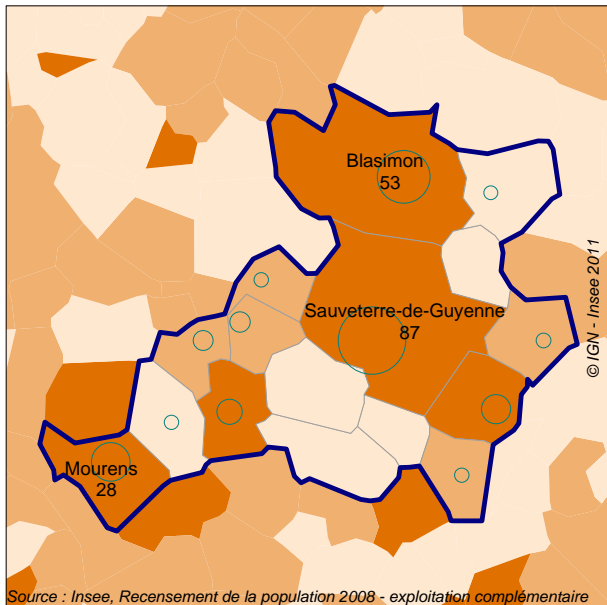 Blasimon
53
Sauveterre-de-Guyenne
87
© IGN - Insee 2011
Mourens
28
Source : Insee, Recensement de la population 2008 - exploitation complémentaire